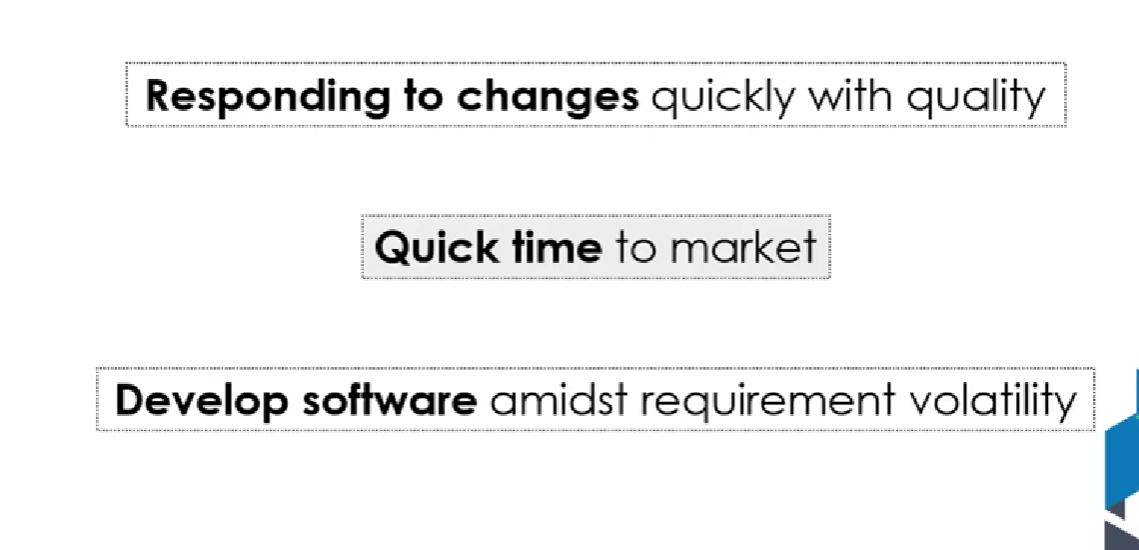 Responding to changes quickly with quality
Quick time to market
Develop software amidst requirement volatility